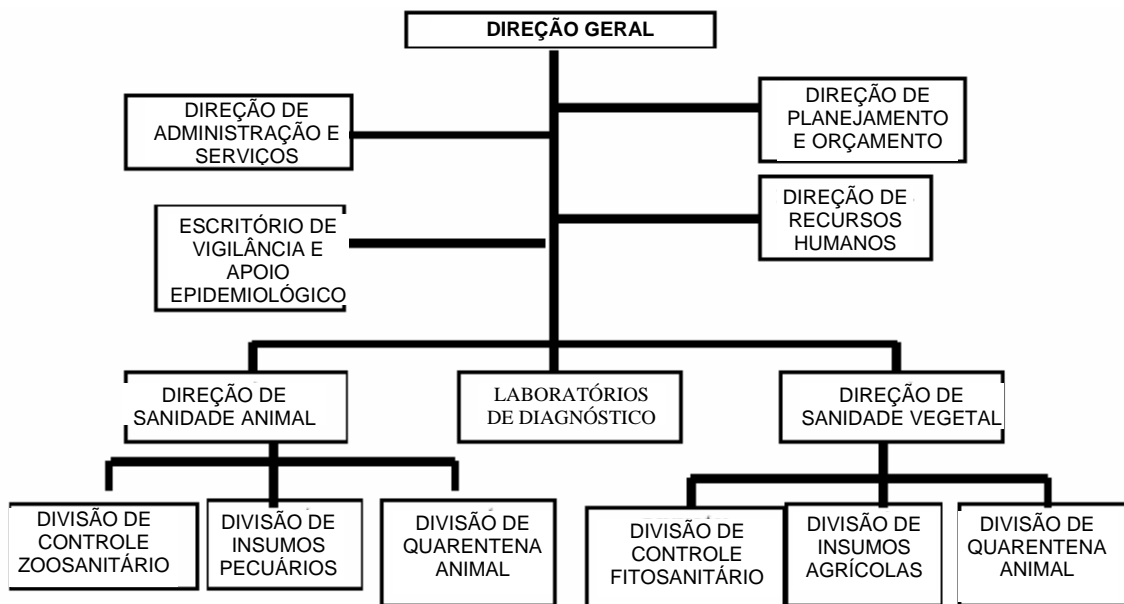 DIREÇÃO GERAL
DIREÇÃO DE
ADMINISTRAÇÃO E
SERVIÇOS
DIREÇÃO DE
PLANEJAMENTO
E ORÇAMENTO
ESCRITÓRIO DE
VIGILÂNCIA E
APOIO
EPIDEMIOLÓGICO
DIREÇÃO DE
RECURSOS
HUMANOS
DIREÇÃO DE
SANIDADE ANIMAL
LABORATÓRIOS
DE DIAGNÓSTICO
DIREÇÃO DE
SANIDADE VEGETAL
DIVISÃO DE
CONTROLE
ZOOSANITÁRIO
DIVISÃO DE
INSUMOS
PECUÁRIOS
DIVISÃO DE
QUARENTENA
ANIMAL
DIVISÃO DE
CONTROLE
FITOSANITÁRIO
DIVISÃO DE
INSUMOS
AGRÍCOLAS
DIVISÃO DE
QUARENTENA
ANIMAL